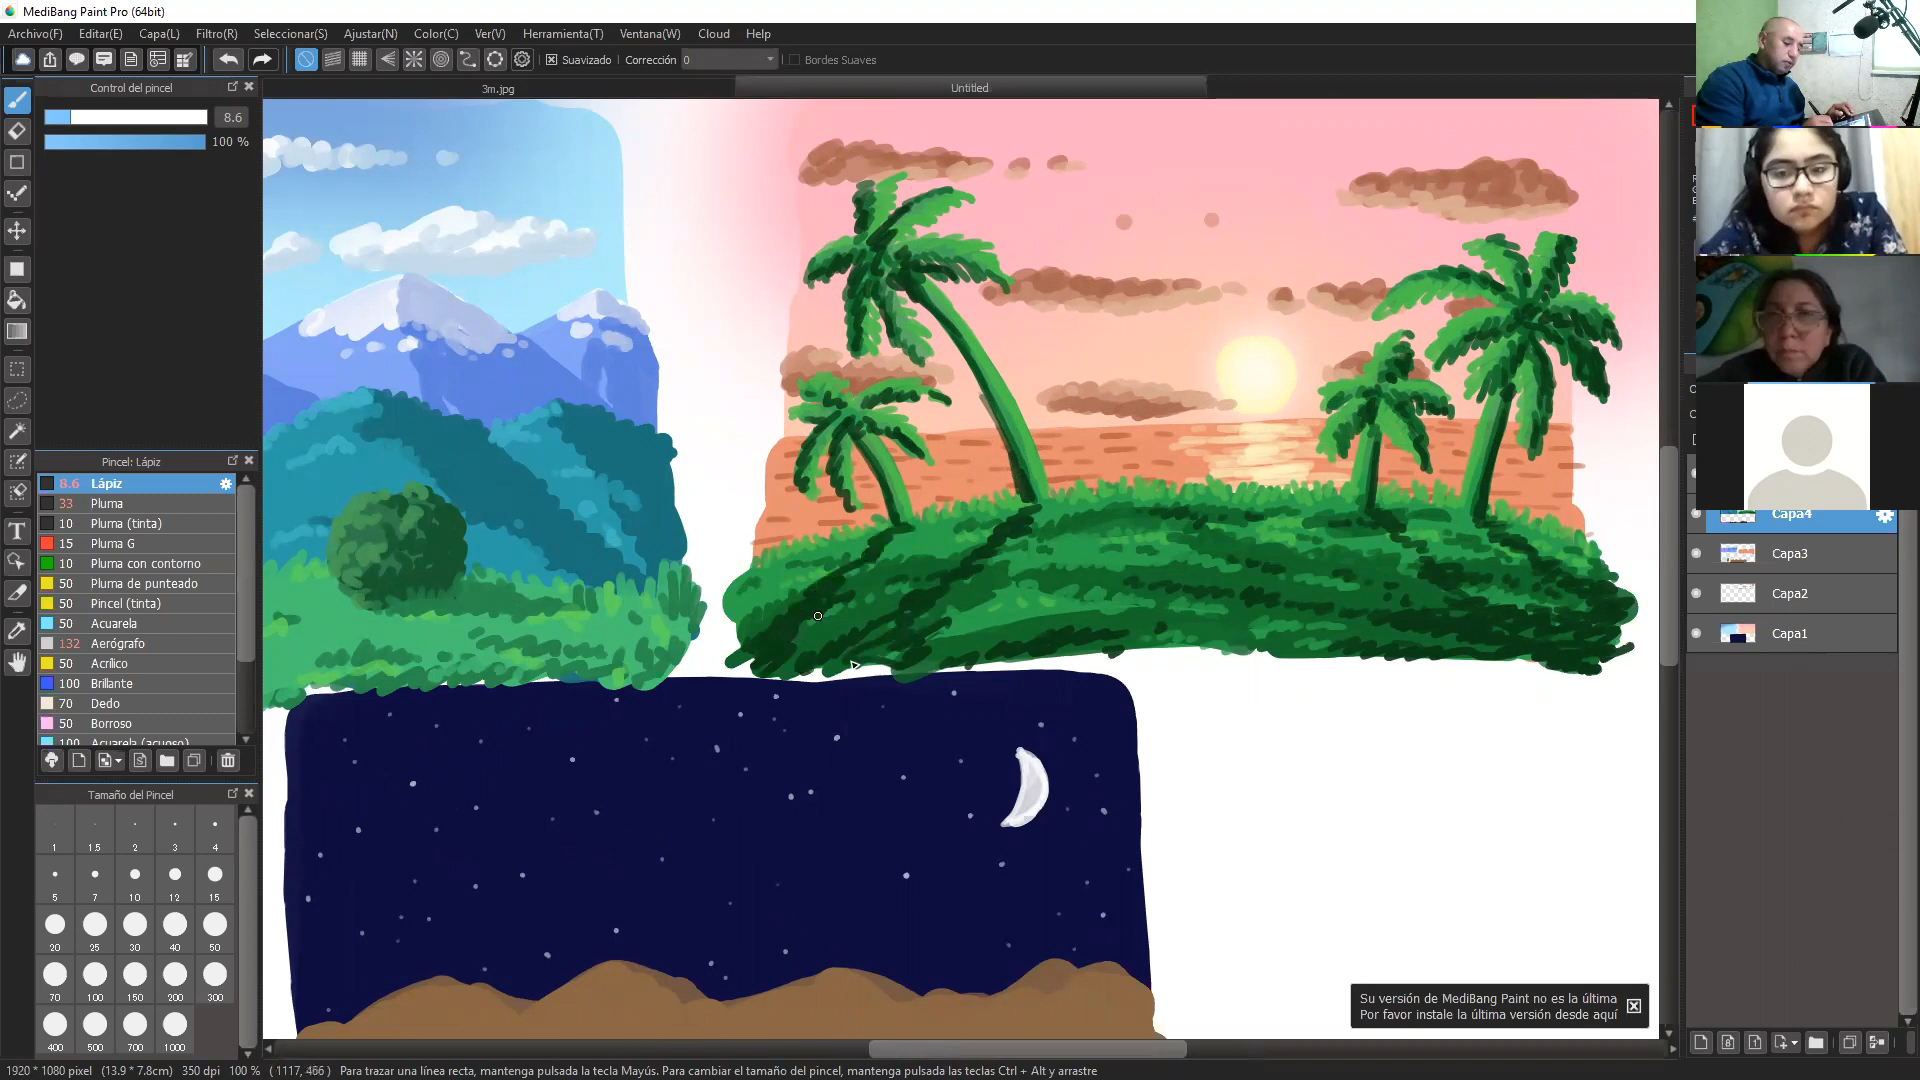 MediBang Paint Pro (64bit)
Archivo(F) Editar(E) Capa(L) Filtro(R) Seleccionar(S) Ajustar(N) Color(C) Ver(V) Herramienta(T) Ventana(W) Cloud Help
Suavizado Corrección 0 Bordes Suaves
Control del pincel
3m.jpg
Untitled
8.6
100 %
Pincel: Lápiz
8.6 Lápiz
33 Pluma
10 Pluma (tinta)
15 Pluma G
10 Pluma con contorno
50 Pluma de punteado
50 Pincel (tinta)
50 Acuarela
132 Aerógrafo
50 Acrílico
100 Brillante
70 Dedo
50 Borroso
100 Acuarela (acuoso)
Tamaño del Pincel
1 1.5 2 3 4
5 7 10 12 15
20 25 30 40 50
70 100 150 200 300
400 500 700 1000
Capa4
Capa3
Capa2
Capa1
Su versión de MediBang Paint no es la última
Por favor instale la última versión desde aquí
1920 * 1080 pixel (13.9 * 7.8cm) 350 dpi 100 % ( 1117, 466 ) Para trazar una línea recta, mantenga pulsada la tecla Mayús. Para cambiar el tamaño del pincel, mantenga pulsada las teclas Ctrl + Alt y arrastre